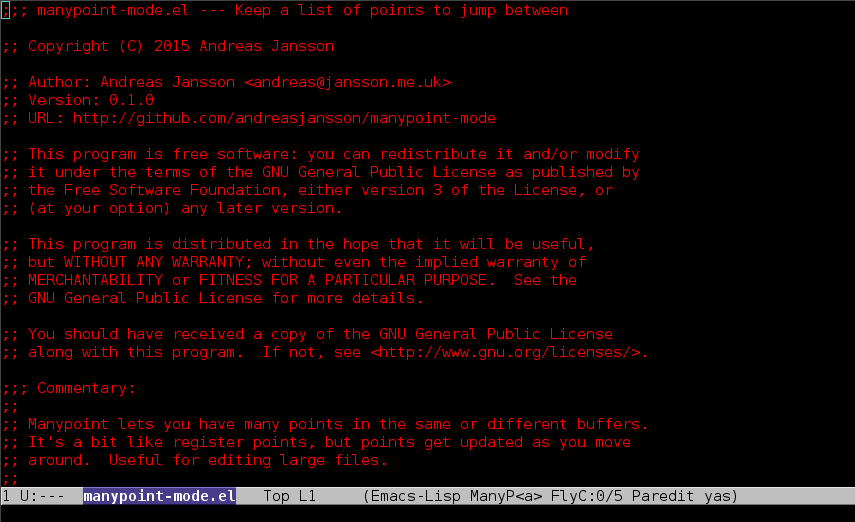 ;;; manypoint-mode.el --- Keep a list of points to jump between
;; Copyright (C) 2015 Andreas Jansson
;; Author: Andreas Jansson <andreas@jansson.me.uk>
;; Version: 0.1.0
;; URL: http://github.com/andreasjansson/manypoint-mode
;; This program is free software: you can redistribute it and/or modify
;; it under the terms of the GNU General Public License as published by
;; the Free Software Foundation, either version 3 of the License, or
;; (at your option) any later version.
;; This program is distributed in the hope that it will be useful,
;; but WITHOUT ANY WARRANTY; without even the implied warranty of
;; MERCHANTABILITY or FITNESS FOR A PARTICULAR PURPOSE.  See the
;; GNU General Public License for more details.
;; You should have received a copy of the GNU General Public License
;; along with this program.  If not, see <http://www.gnu.org/licenses/>.
;;; Commentary:
;;
;; Manypoint lets you have many points in the same or different buffers.
;; It's a bit like register points, but points get updated as you move
;; around.  Useful for editing large files.
;;
1 U:---  manypoint-mode.el   Top L1     (Emacs-Lisp ManyP<a> FlyC:0/5 Paredit yas)